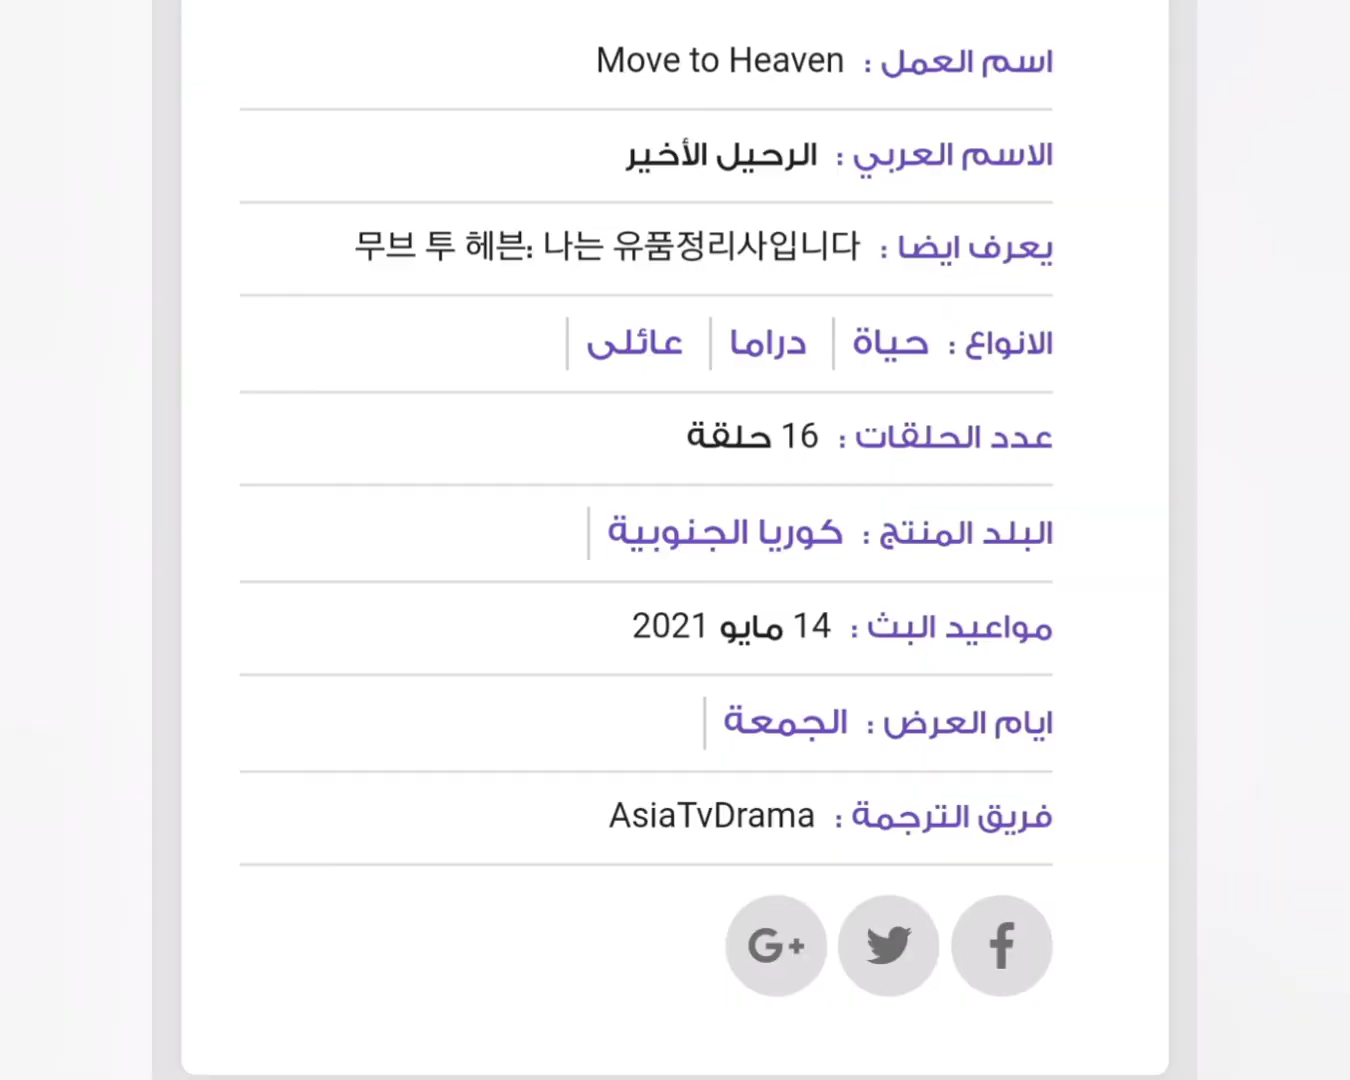 اسم العمل : Move to Heaven
الاسم العربي : الرحيل الأخير
يعرف ايضا : 무브 투 헤븐: 나는 유품정리사입니다
الانواع : حياة دراما عائلى
عدد الحلقات : 16 حلقة
البلد المنتج : كوريا الجنوبية
مواعيد البث : 14 مايو 2021
ايام العرض : الجمعة
فريق الترجمة : AsiaTvDrama
f G+